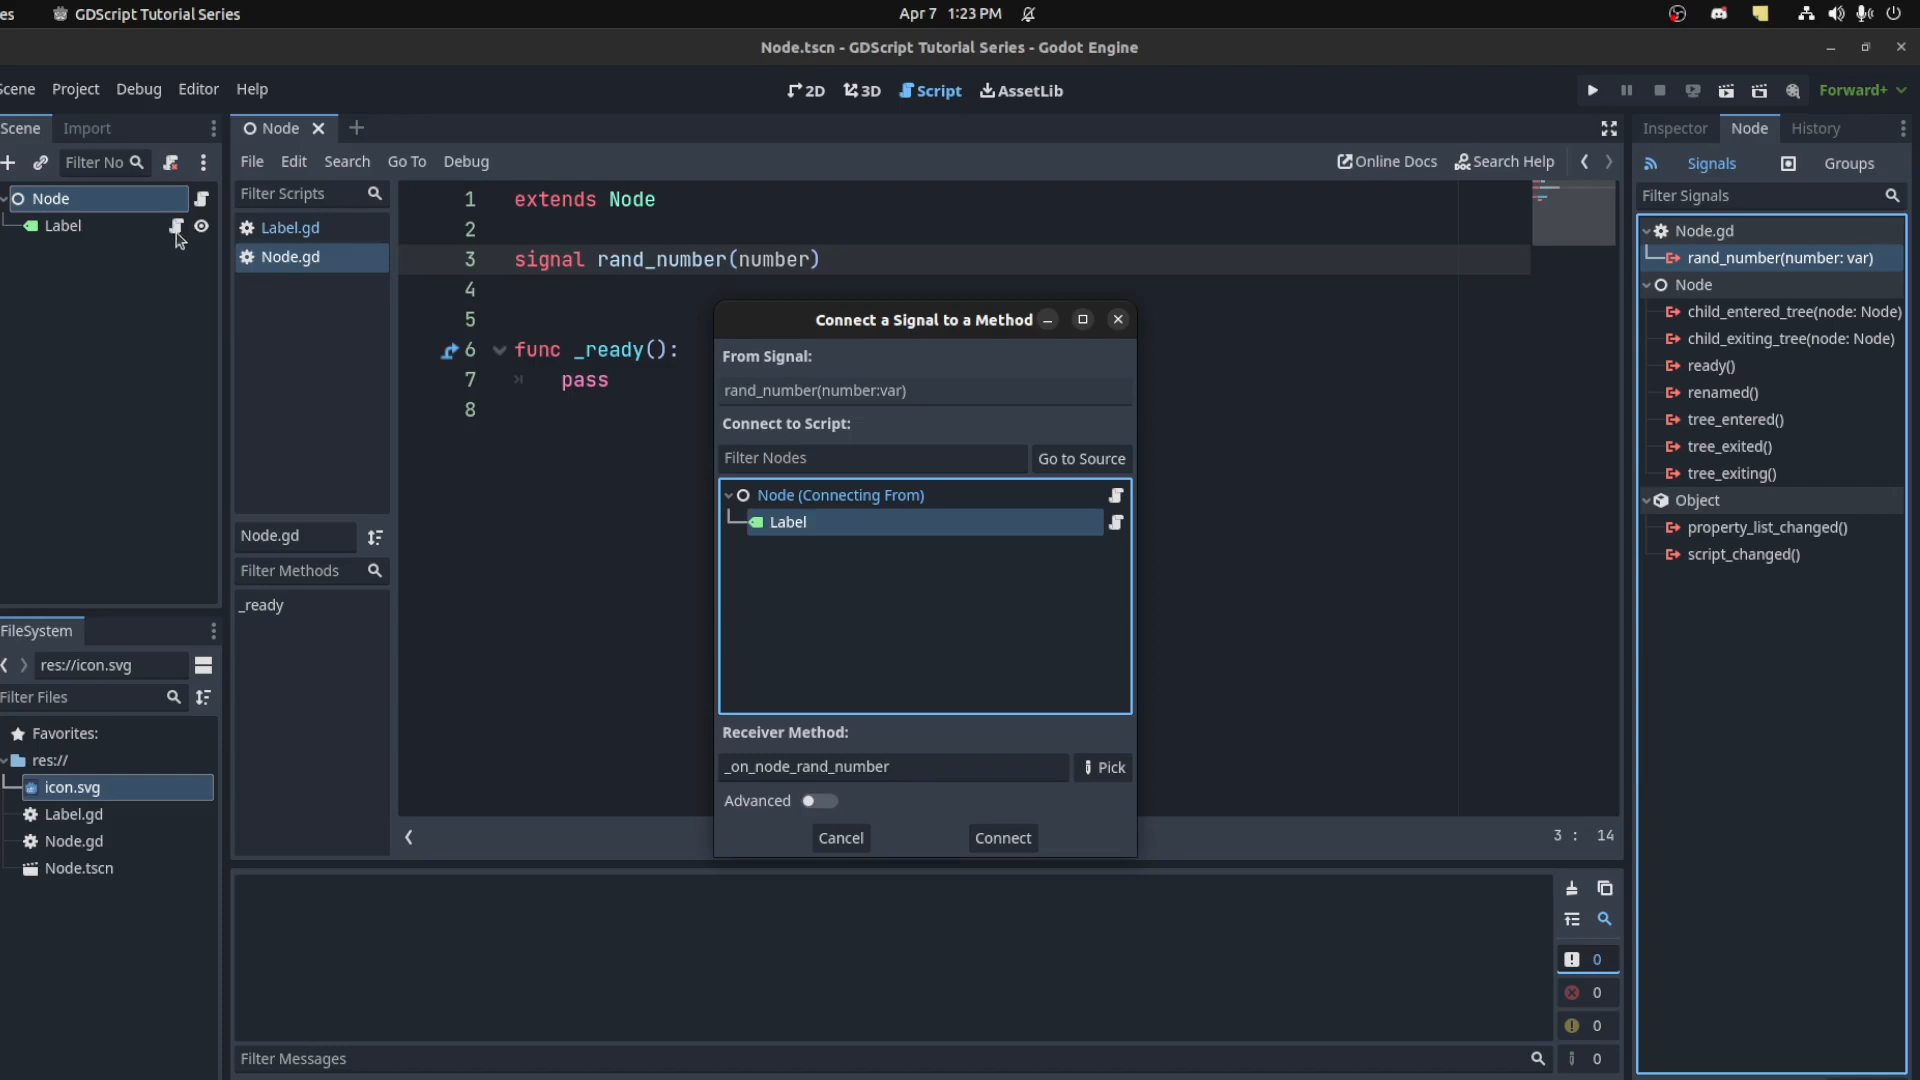 es
GDScript Tutorial Series
Apr 7 1:23 PM
Node.tscn - GDScript Tutorial Series - Godot Engine
Scene Project Debug Editor Help
2D 3D Script AssetLib
Forward+
Scene Import
Filter No
Node
Label
Node
File Edit Search Go To Debug
Online Docs Search Help
Filter Scripts
Label.gd
Node.gd
Node.gd
Filter Methods
_ready
1 extends Node
2
3 signal rand_number(number)
4
5
6 func _ready():
7 pass
8
3 : 14
Connect a Signal to a Method
From Signal:
rand_number(number:var)
Connect to Script:
Filter Nodes
Go to Source
Node (Connecting From)
Label
Receiver Method:
_on_node_rand_number
Pick
Advanced
Cancel
Connect
Inspector Node History
Signals Groups
Filter Signals
Node.gd
rand_number(number: var)
Node
child_entered_tree(node: Node)
child_exiting_tree(node: Node)
ready()
renamed()
tree_entered()
tree_exited()
tree_exiting()
Object
property_list_changed()
script_changed()
FileSystem
res://icon.svg
Filter Files
Favorites:
res://
icon.svg
Label.gd
Node.gd
Node.tscn
0
0
0
0
Filter Messages